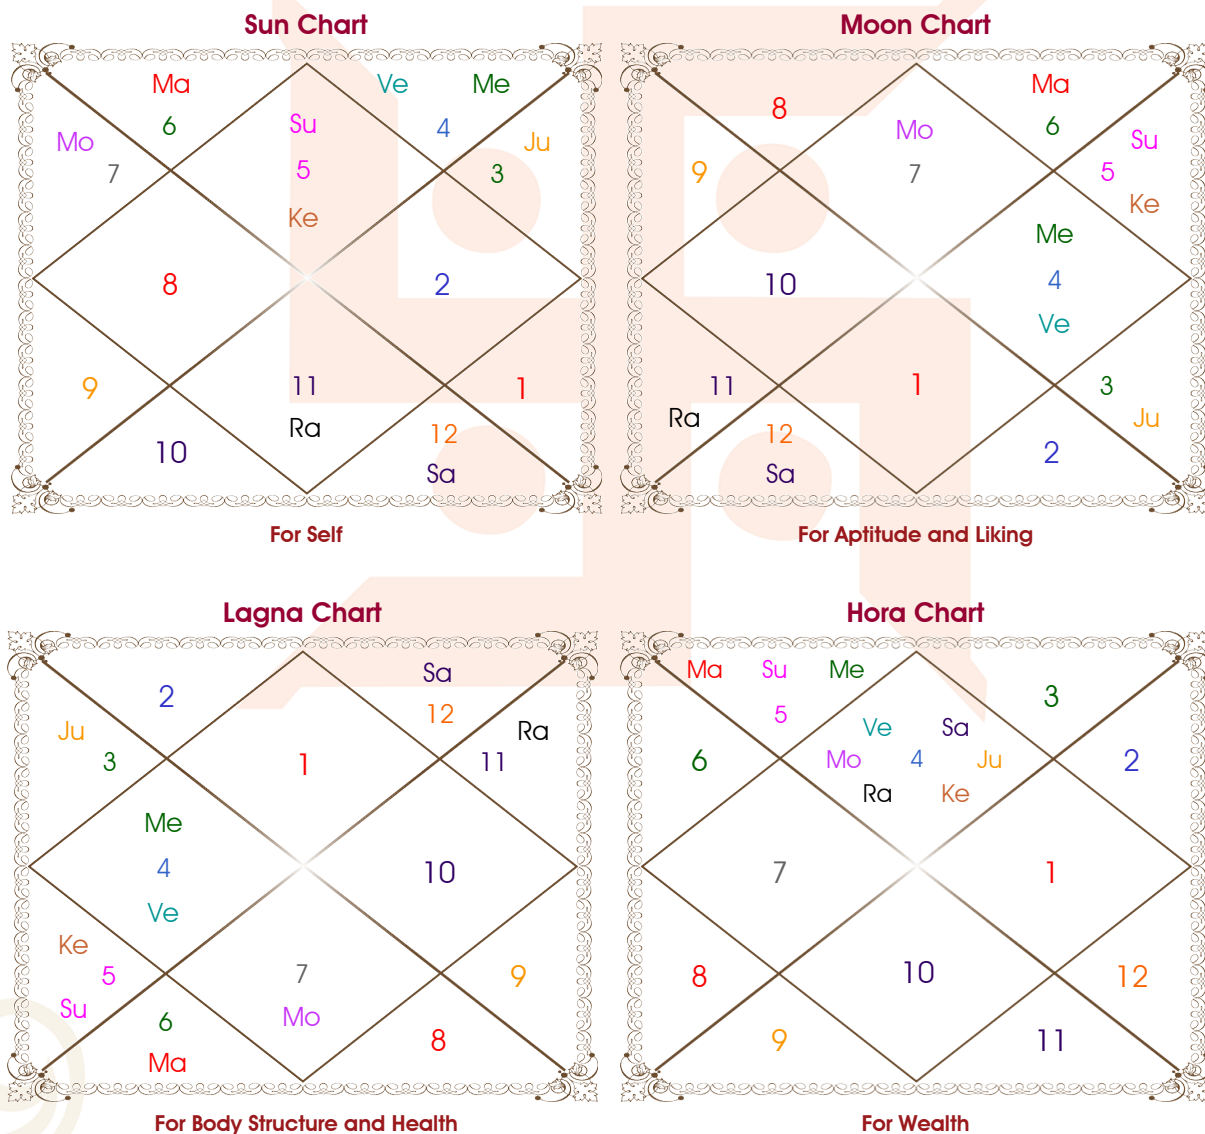 Sun Chart
Ma
Ve
Me
6
Su
4
Mo
Ju
7
5
3
Ke
8
2
9
11
1
Ra
12
10
Sa
For Self
Moon Chart
Ma
8
Mo
6
Su
9
7
5
Ke
Me
10
4
Ve
11
1
3
Ra
12
Ju
Sa
2
For Aptitude and Liking
Lagna Chart
Sa
2
12
Ju
Ra
3
1
11
Me
4
10
Ve
Ke
5
7
9
Su
6
Mo
8
Ma
For Body Structure and Health
Hora Chart
Ma Su Me
3
5
Ve Sa
6
Mo 4 Ju
2
Ra Ke
7
1
8
10
12
9
11
For Wealth